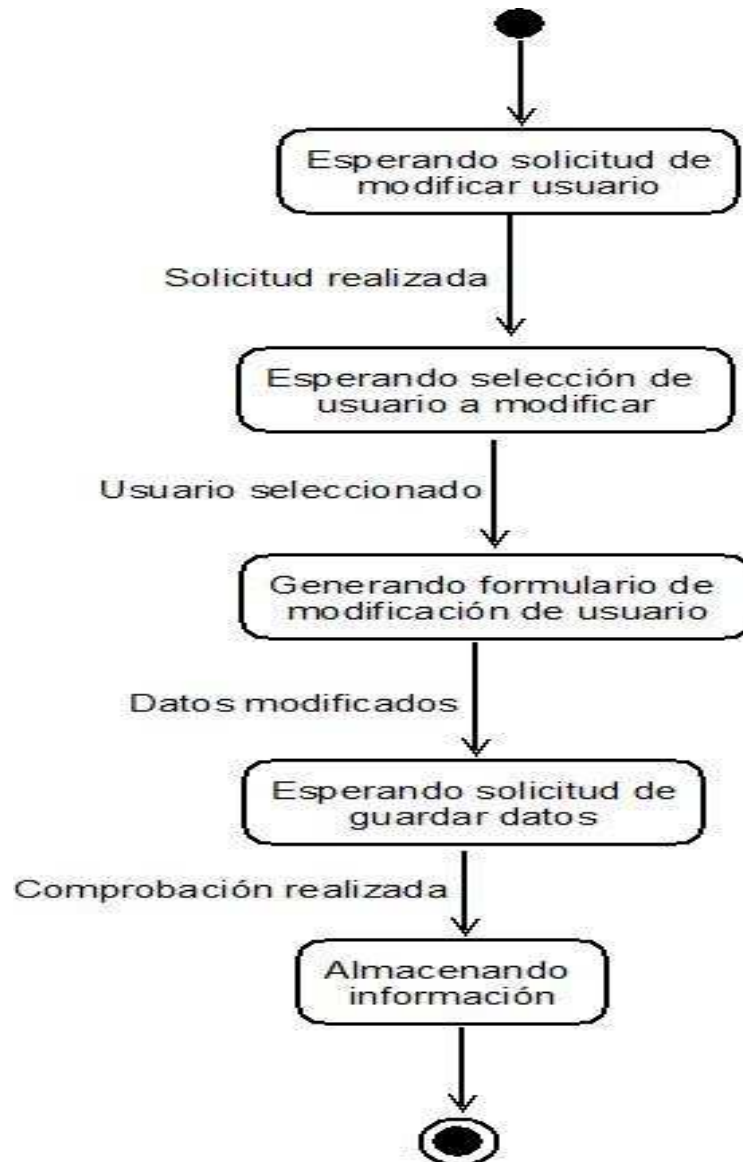 Esperando solicitud de
modificar usuario
Solicitud realizada
Esperando selección de
usuario a modificar
Usuario seleccionado
Generando formulario de
modificación de usuario
Datos modificados
Esperando solicitud de
guardar datos
Comprobación realizada
Almacenando
información